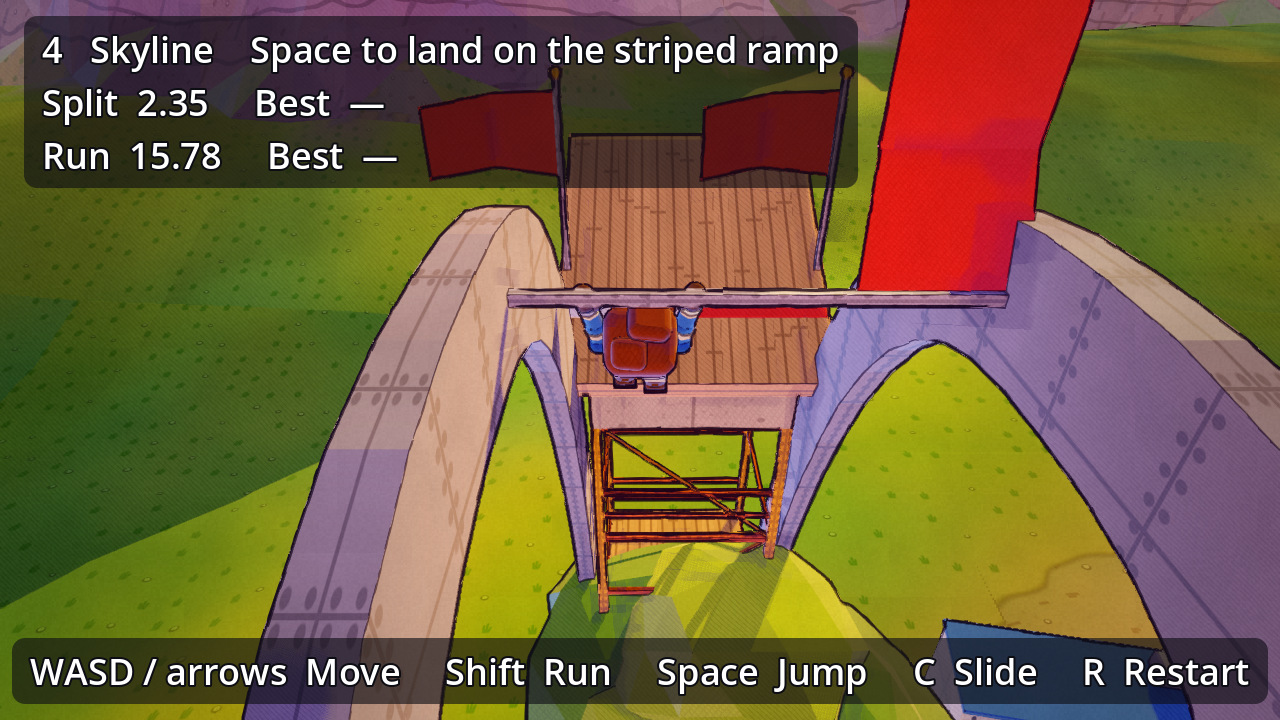 4 Skyline Space to land on the striped ramp
Split 2.35 Best —
Run 15.78 Best —
WASD / arrows Move Shift Run Space Jump C Slide R Restart